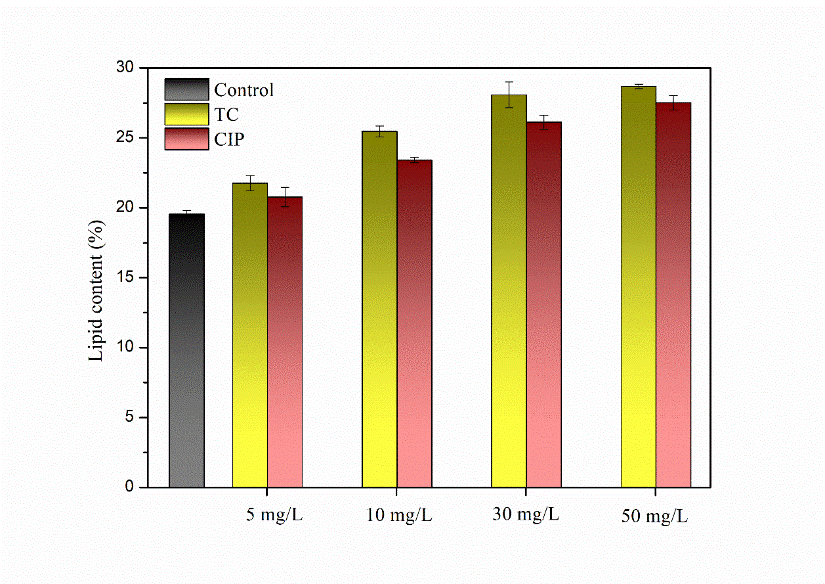 30
25
20
15
10
5
0
Lipid content (%)
Control
TC
CIP
5 mg/L
10 mg/L
30 mg/L
50 mg/L